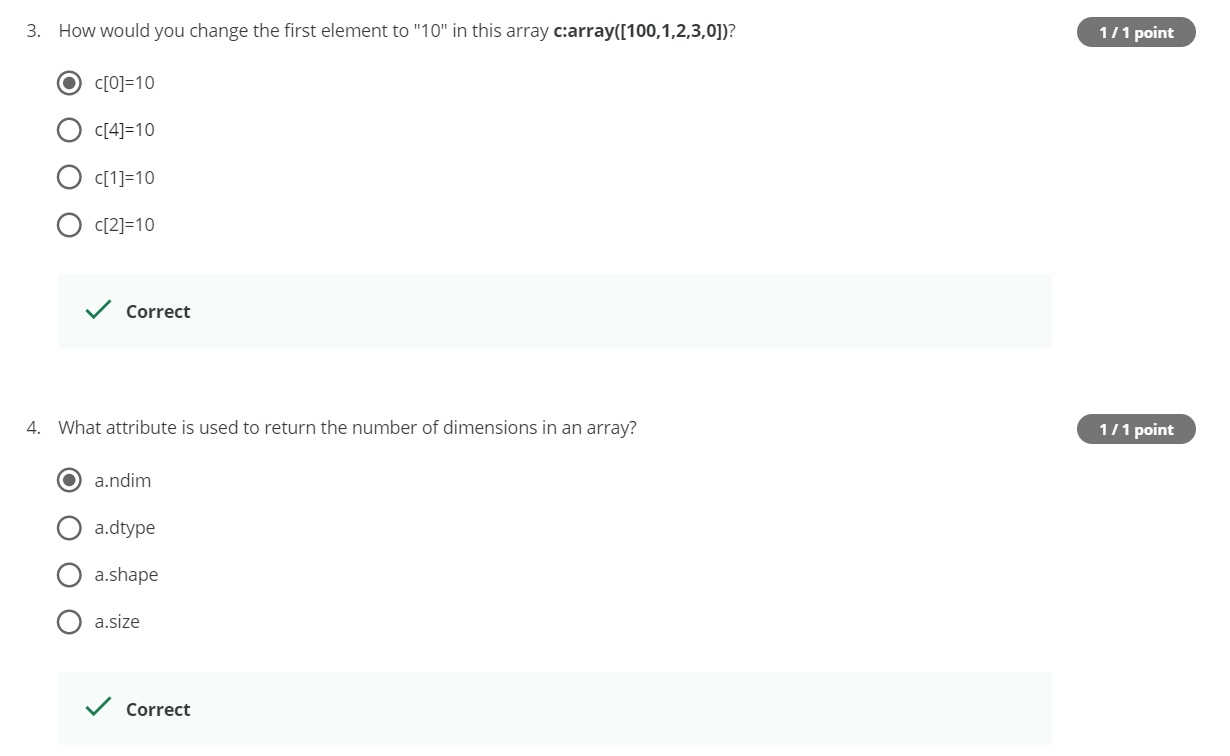 3. How would you change the first element to "10" in this array c:array([100,1,2,3,0])?
1 / 1 point
c[0]=10
c[4]=10
c[1]=10
c[2]=10
Correct
4. What attribute is used to return the number of dimensions in an array?
1 / 1 point
a.ndim
a.dtype
a.shape
a.size
Correct